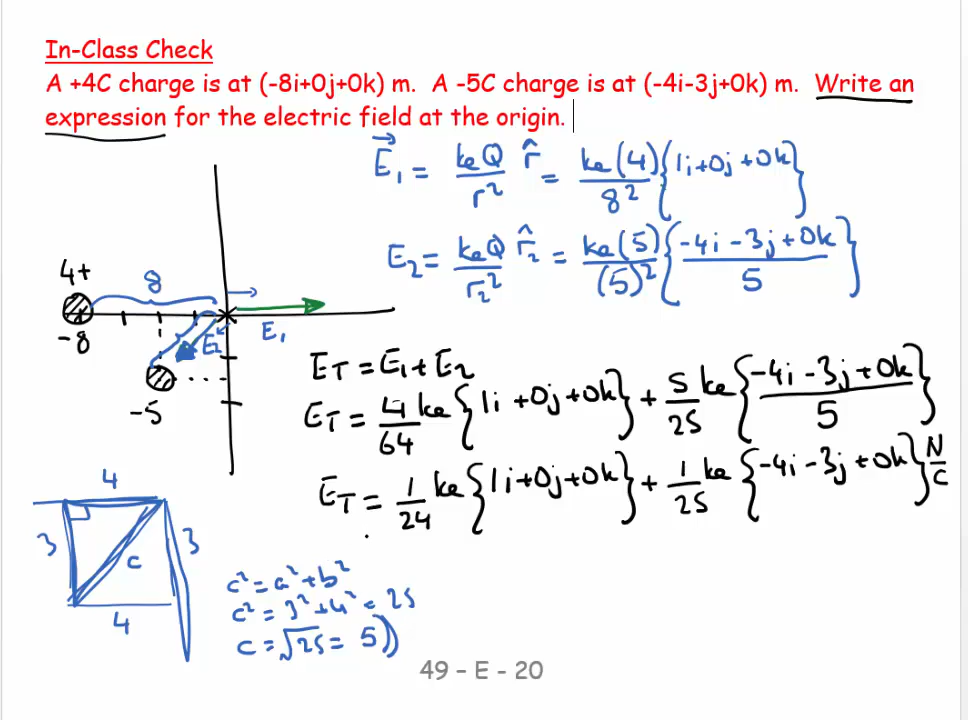 In-Class Check
A +4C charge is at (-8i+0j+0k) m. A -5C charge is at (-4i-3j+0k) m. Write an
expression for the electric field at the origin.
E₁ = keQ/r² r̂ = ke(4)/8² {1i+0j+0k}
E₂ = keQ/r₂² r̂₂ = ke(5)/(5)² {-4i-3j+0k/5}
4+
8
-8
E₂
E₁
-5
ET = E₁+E₂
ET = 4/64 ke {1i+0j+0k} + 5/25 ke {-4i-3j+0k/5}
ET = 1/24 ke {1i+0j+0k} + 1/25 ke {-4i-3j+0k} N/C
4
3
c
3
4
c²=a²+b²
c²=3²+4²=25
c=√25=5
49 – E - 20